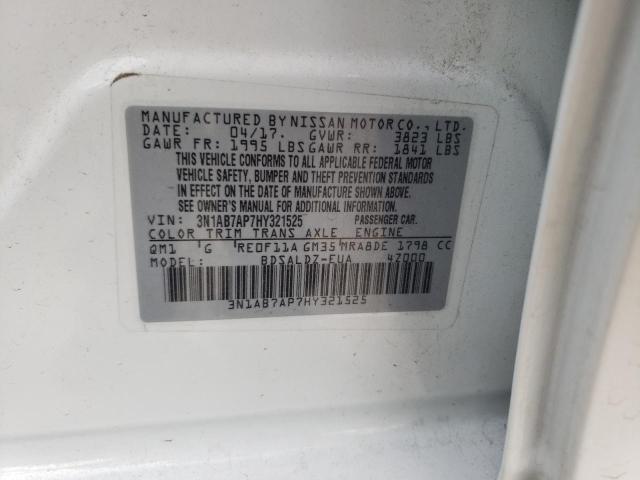 MANUFACTURED BY NISSAN MOTOR CO., LTD.
DATE: 04/17. GVWR: 3823 LBS
GAWR FR: 1995 LBS GAWR RR: 1841 LBS
THIS VEHICLE CONFORMS TO ALL APPLICABLE FEDERAL MOTOR
VEHICLE SAFETY, BUMPER AND THEFT PREVENTION STANDARDS
IN EFFECT ON THE DATE OF MANUFACTURE SHOWN ABOVE.
SEE OWNER'S MANUAL FOR ADDITIONAL INFORMATION.
VIN: 3N1AB7AP7HY321525 PASSENGER CAR.
COLOR TRIM TRANS AXLE ENGINE
QM1 G RE0F11A GM35 MRA8DE 1798 CC
MODEL: BDSALDZ-EUA 4Z000
3N1AB7AP7HY321525